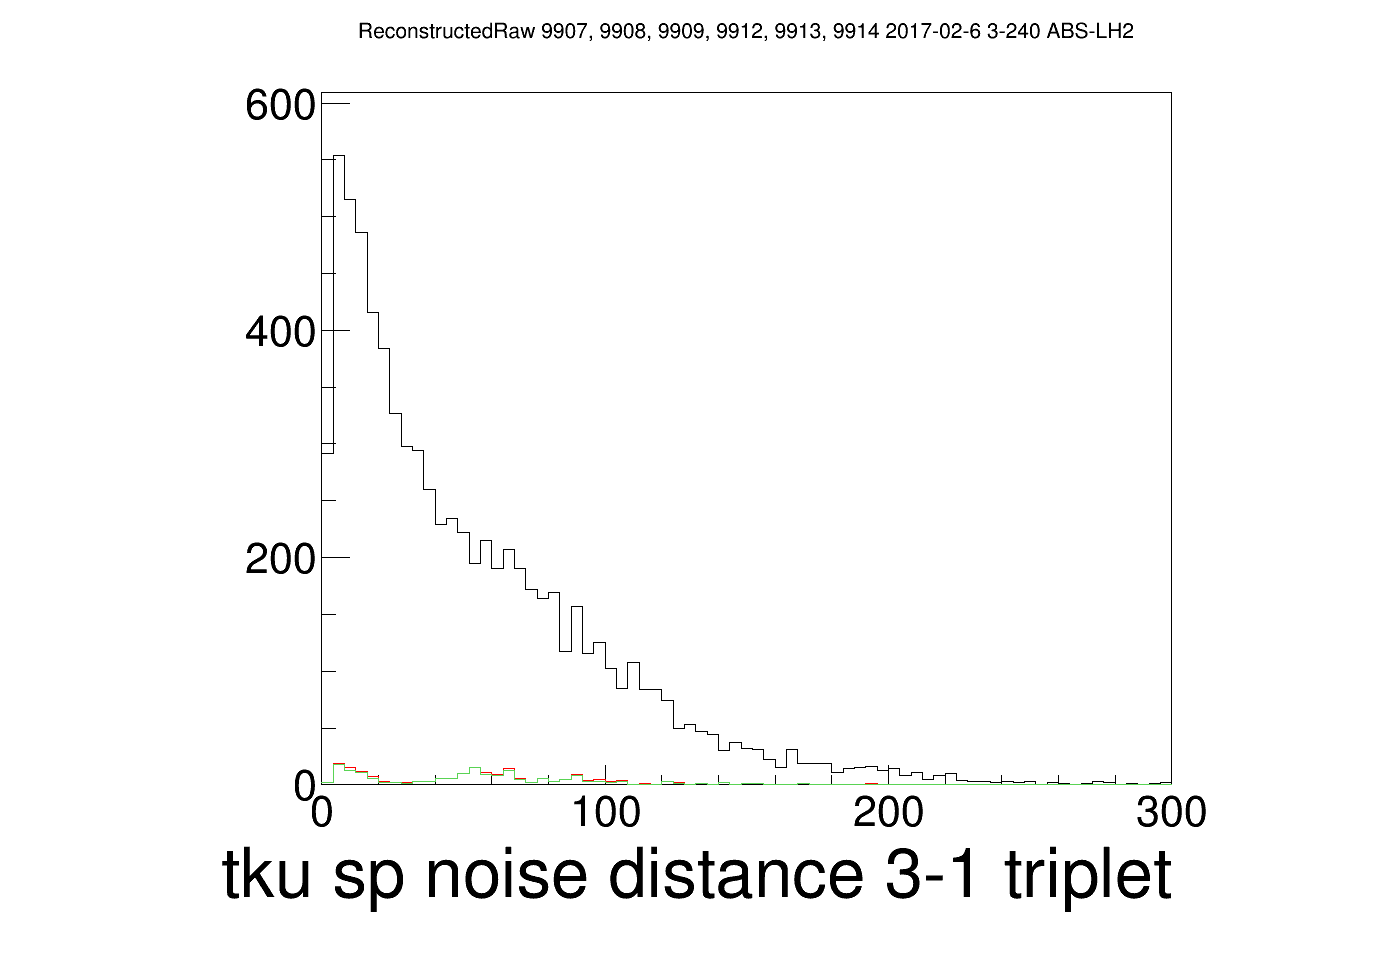 ReconstructedRaw 9907, 9908, 9909, 9912, 9913, 9914 2017-02-6 3-240 ABS-LH2
600
400
200
0
0 100 200 300
tku sp noise distance 3-1 triplet